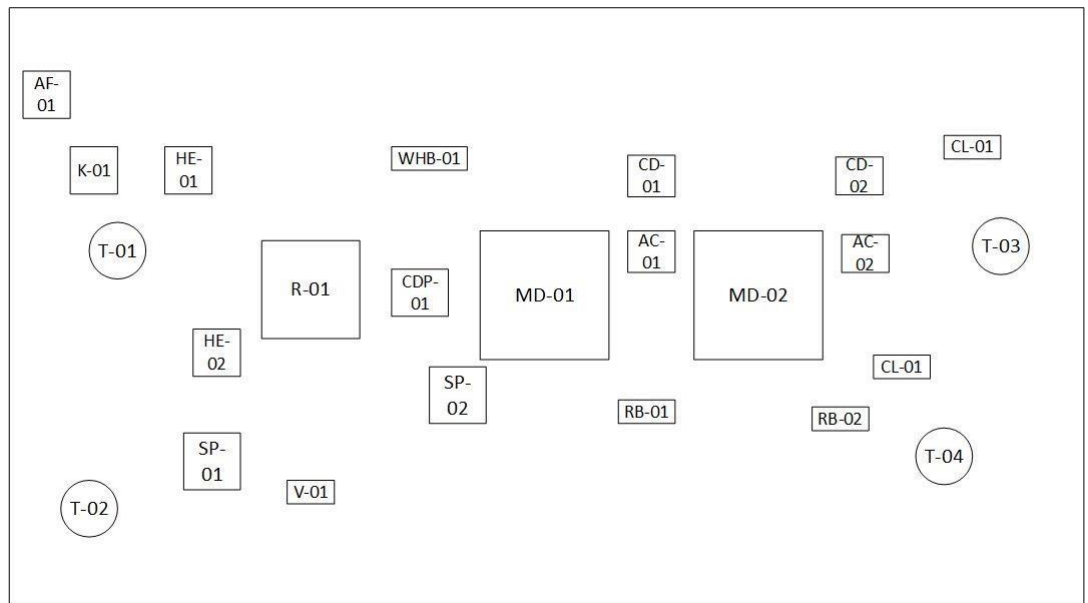 AF-
01
K-01
HE-
01
WHB-01
CD-
01
CD-
02
CL-01
T-01
R-01
CDP-
01
MD-01
AC-
01
MD-02
AC-
02
T-03
HE-
02
SP-
02
CL-01
RB-01
RB-02
SP-
01
V-01
T-02
T-04